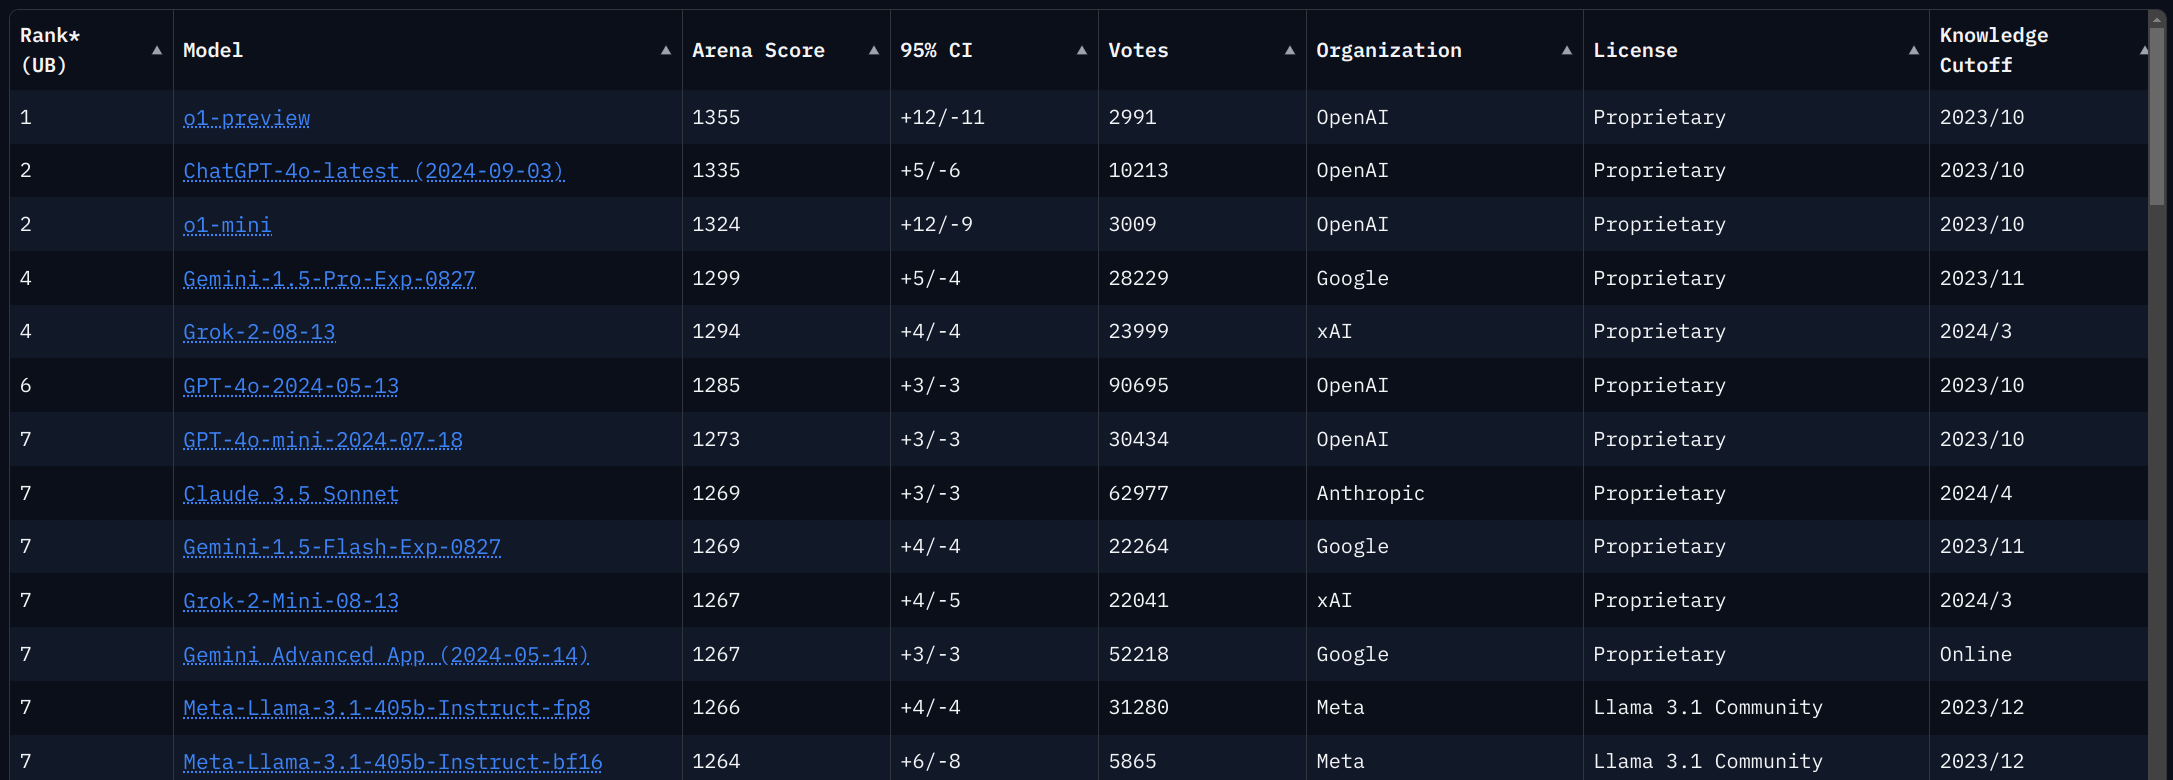 Rank* (UB) ▲ Model ▲ Arena Score ▲ 95% CI ▲ Votes ▲ Organization ▲ License ▲ Knowledge Cutoff ▲
1 o1-preview 1355 +12/-11 2991 OpenAI Proprietary 2023/10
2 ChatGPT-4o-latest (2024-09-03) 1335 +5/-6 10213 OpenAI Proprietary 2023/10
2 o1-mini 1324 +12/-9 3009 OpenAI Proprietary 2023/10
4 Gemini-1.5-Pro-Exp-0827 1299 +5/-4 28229 Google Proprietary 2023/11
4 Grok-2-08-13 1294 +4/-4 23999 xAI Proprietary 2024/3
6 GPT-4o-2024-05-13 1285 +3/-3 90695 OpenAI Proprietary 2023/10
7 GPT-4o-mini-2024-07-18 1273 +3/-3 30434 OpenAI Proprietary 2023/10
7 Claude 3.5 Sonnet 1269 +3/-3 62977 Anthropic Proprietary 2024/4
7 Gemini-1.5-Flash-Exp-0827 1269 +4/-4 22264 Google Proprietary 2023/11
7 Grok-2-Mini-08-13 1267 +4/-5 22041 xAI Proprietary 2024/3
7 Gemini Advanced App (2024-05-14) 1267 +3/-3 52218 Google Proprietary Online
7 Meta-Llama-3.1-405b-Instruct-fp8 1266 +4/-4 31280 Meta Llama 3.1 Community 2023/12
7 Meta-Llama-3.1-405b-Instruct-bf16 1264 +6/-8 5865 Meta Llama 3.1 Community 2023/12